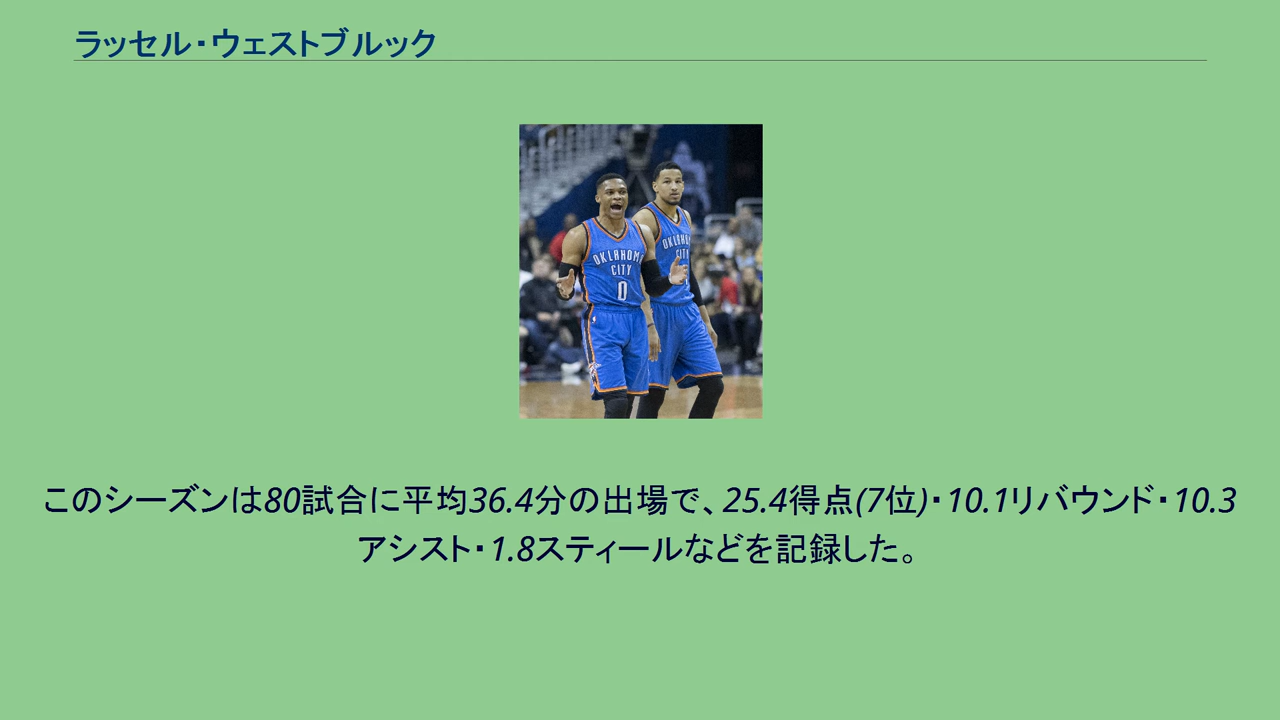 ラッセル・ウェストブルック
OKLAHOM
CITY
0
OKLAHOM
CITY
このシーズンは80試合に平均36.4分の出場で、25.4得点(7位)・10.1リバウンド・10.3
アシスト・1.8スティールなどを記録した。